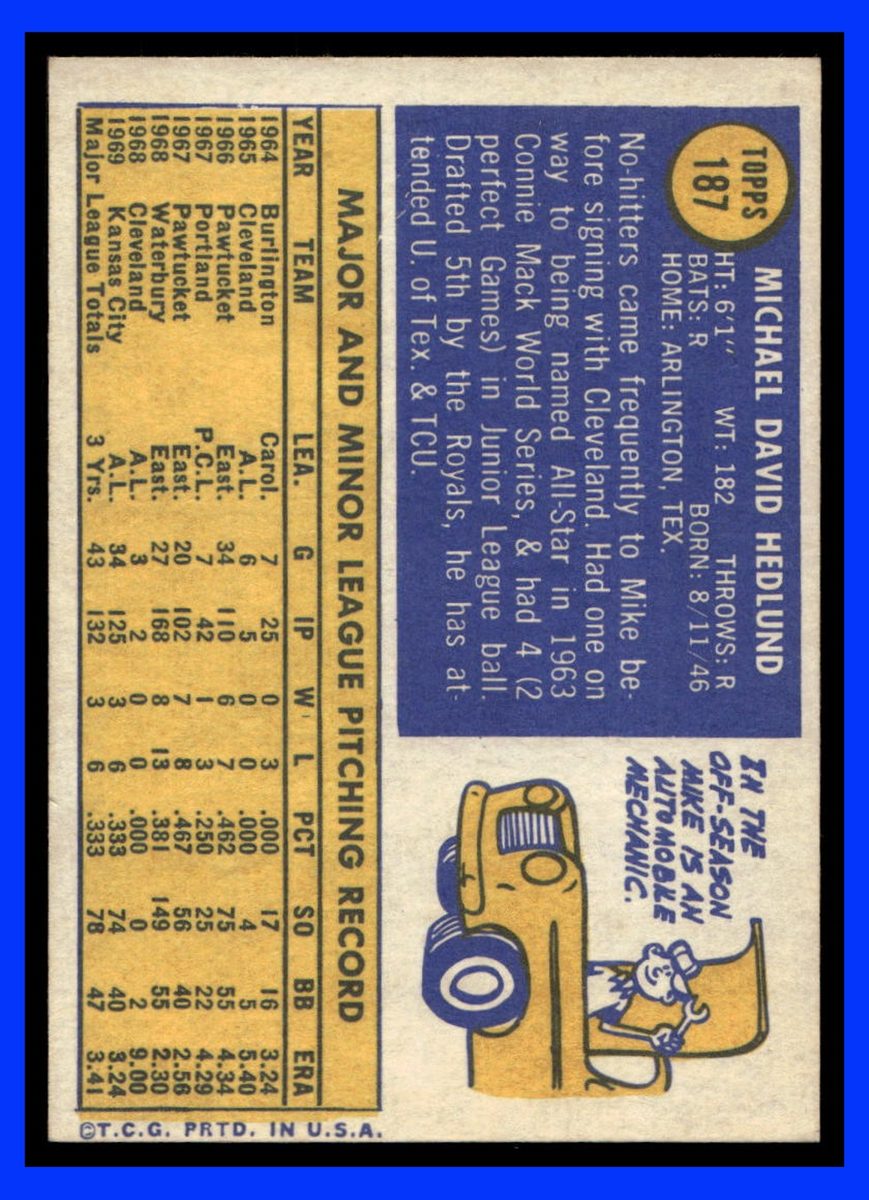 TOPPS
187
MICHAEL DAVID HEDLUND
HT: 6'1" WT: 182 THROWS: R
BATS: R BORN: 8/11/46
HOME: ARLINGTON, TEX.
No-hitters came frequently to Mike be-
fore signing with Cleveland. Had one on
way to being named All-Star in 1963
Connie Mack World Series, & had 4 (2
perfect Games) in Junior League ball.
Drafted 5th by the Royals, he has at-
tended U. of Tex. & TCU.
IN THE
OFF-SEASON
MIKE IS AN
AUTOMOBILE
MECHANIC.
MAJOR AND MINOR LEAGUE PITCHING RECORD
YEAR TEAM LEA. G IP W L PCT SO BB ERA
1964 Burlington Carol. 7 25 0 3 .000 17 16 3.24
1965 Cleveland A.L. 6 5 0 0 .000 4 5 5.40
1966 Pawtucket East. 34 110 6 7 .462 75 55 4.34
1967 Portland P.C.L. 7 42 1 3 .250 25 22 4.29
1967 Pawtucket East. 20 102 7 8 .467 56 40 2.56
1968 Waterbury East. 27 168 8 13 .381 149 55 2.30
1968 Cleveland A.L. 3 2 0 0 .000 0 2 9.00
1969 Kansas City A.L. 34 125 3 6 .333 74 40 3.24
Major League Totals 3 Yrs. 43 132 3 6 .333 78 47 3.41
©T.C.G. PRTD. IN U.S.A.